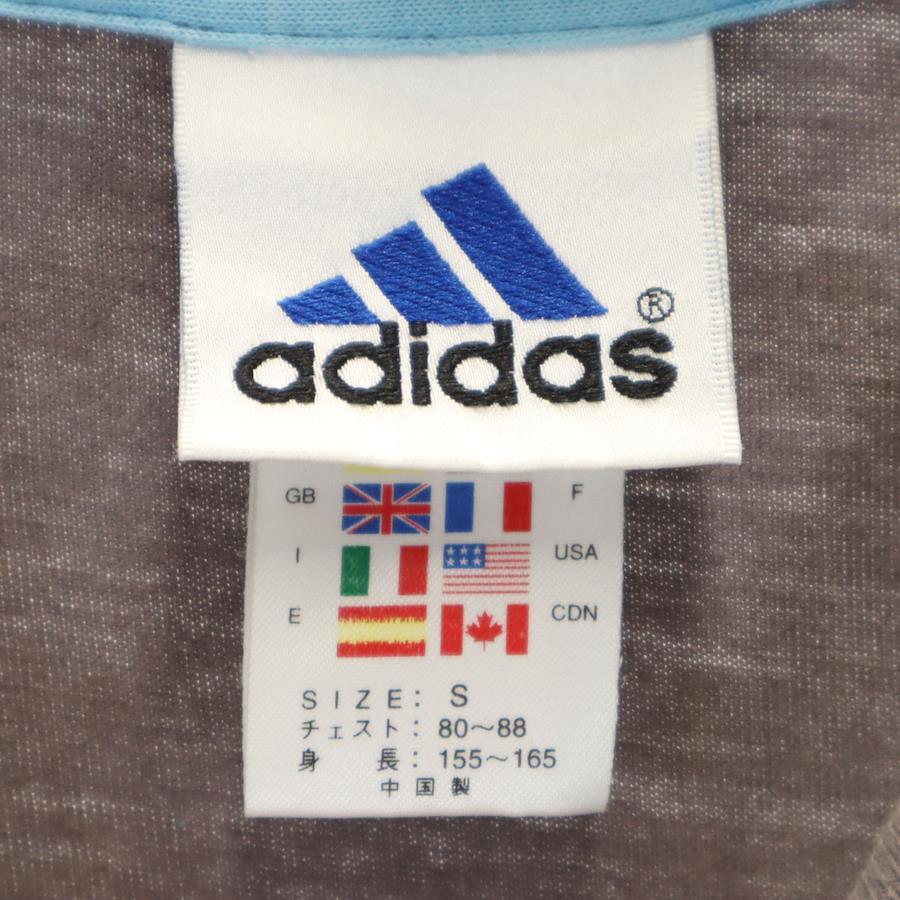 adidas ®
GB F
I USA
E CDN
SIZE: S
チェスト: 80～88
身 長: 155～165
中国製